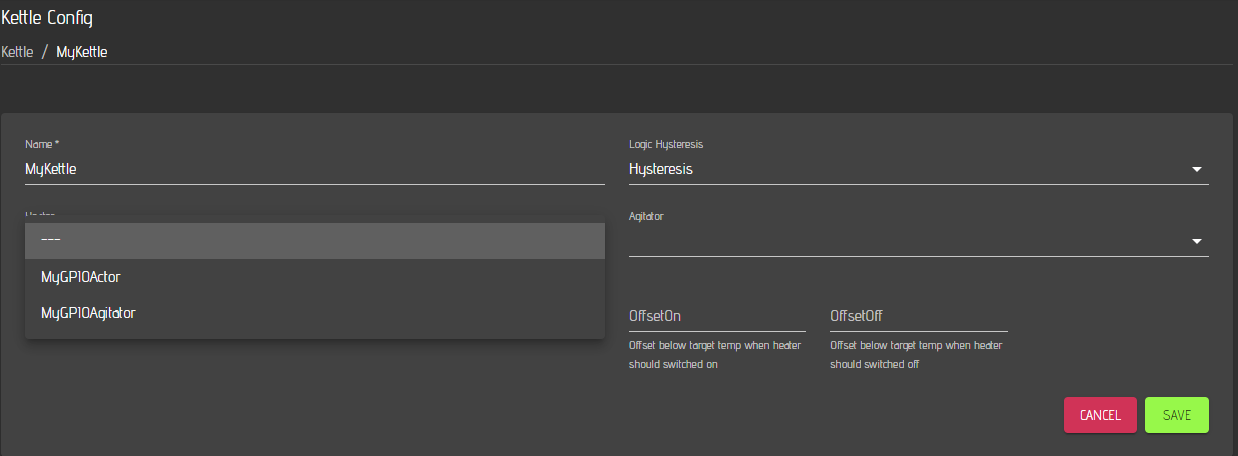 Kettle Config
Kettle / MyKettle
Name *
MyKettle
Logic Hysteresis
Hysteresis
Agitator
---
MyGPIOActor
MyGPIOAgitator
OffsetOn
Offset below target temp when heater
should switched on
OffsetOff
Offset below target temp when heater
should switched off
CANCEL
SAVE